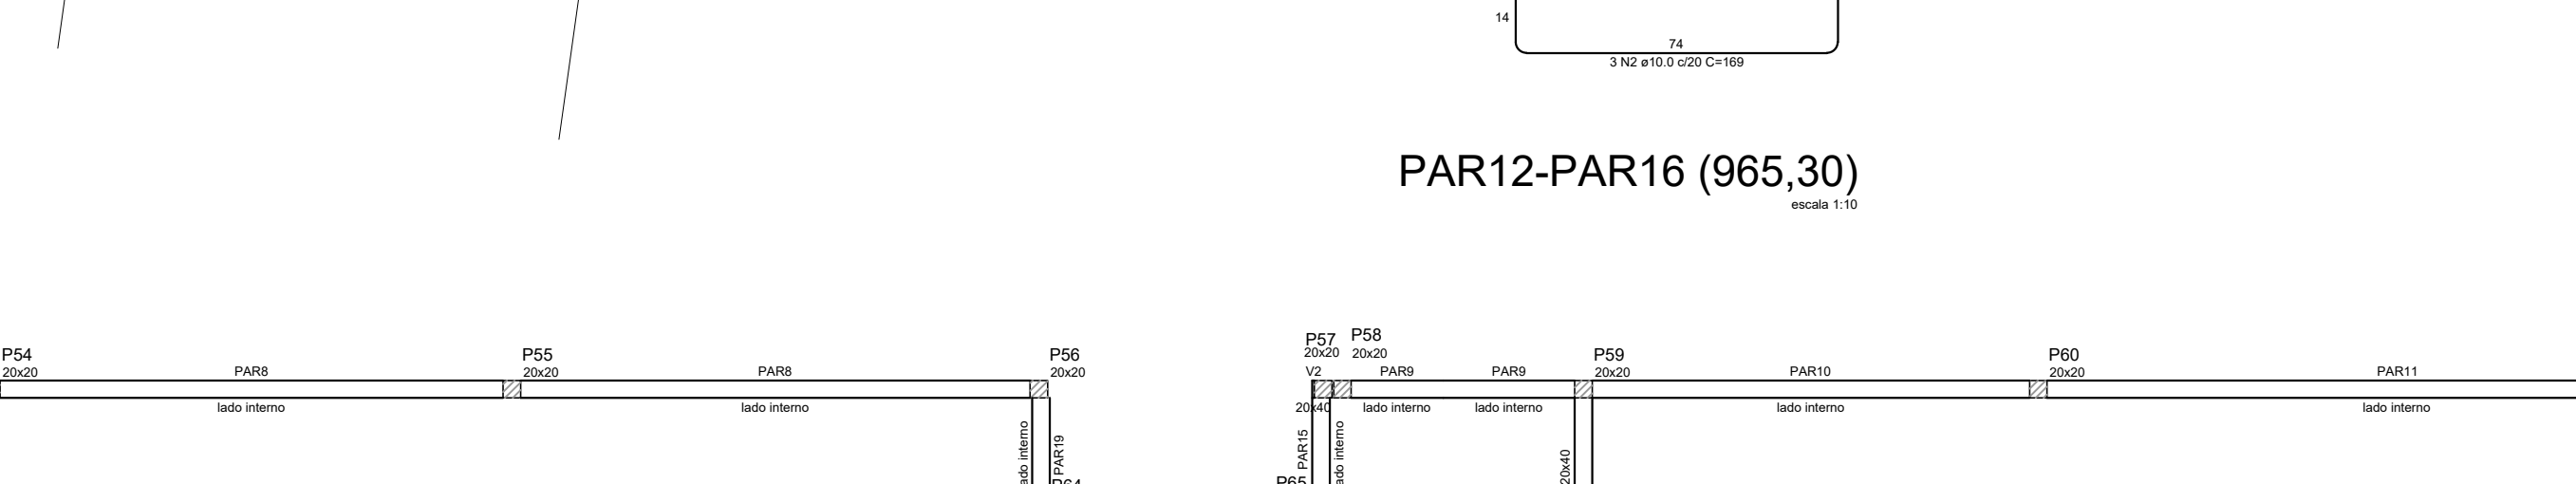 14
74
3 N2 ø10.0 c/20 C=169
PAR12-PAR16 (965,30)
escala 1:10
P54
20x20
PAR8
lado interno
P55
20x20
PAR8
lado interno
P56
20x20
lado interno
PAR19
P64
P57
20x20
P58
20x20
V2
20x40
PAR9
PAR9
lado interno
lado interno
PAR15
lado interno
P65
P59
20x20
20x40
PAR10
lado interno
P60
20x20
PAR11
lado interno